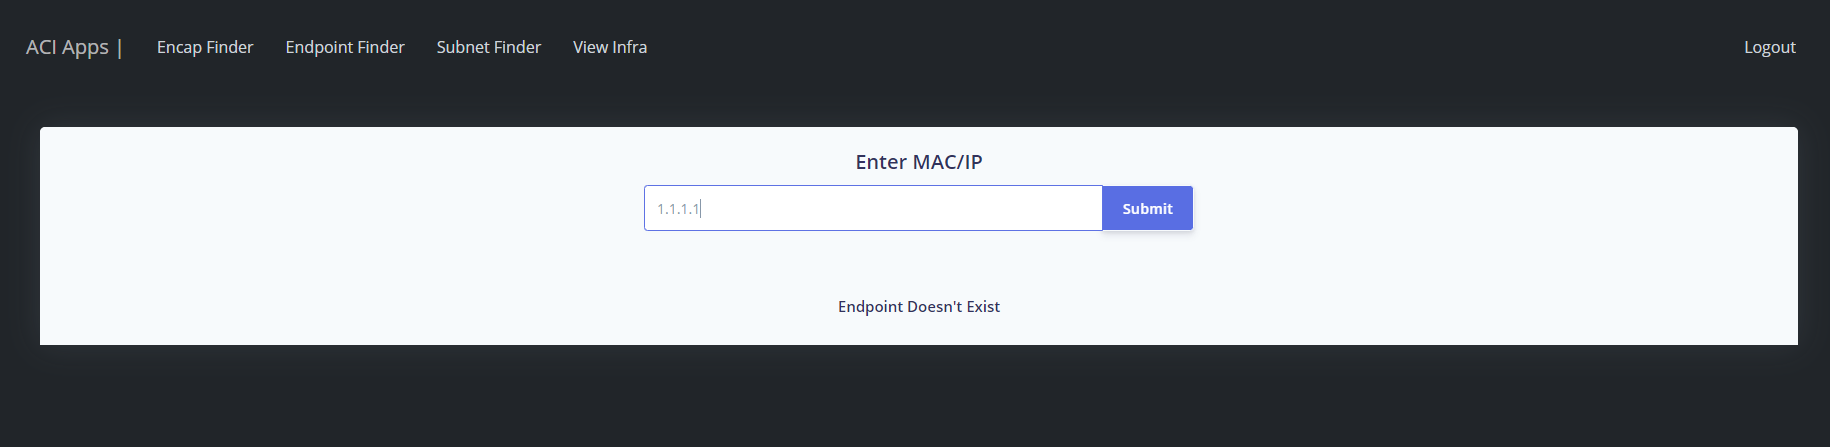 ACI Apps | Encap Finder Endpoint Finder Subnet Finder View Infra Logout
Enter MAC/IP
1.1.1.1 Submit
Endpoint Doesn't Exist